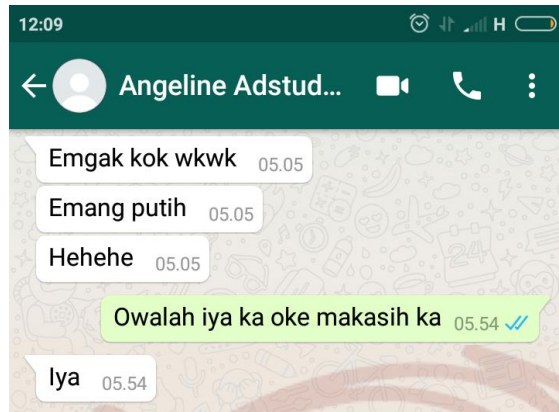 12:09 H
Angeline Adstud...
Emgak kok wkwk 05.05
Emang putih 05.05
Hehehe 05.05
Owalah iya ka oke makasih ka 05.54
Iya 05.54